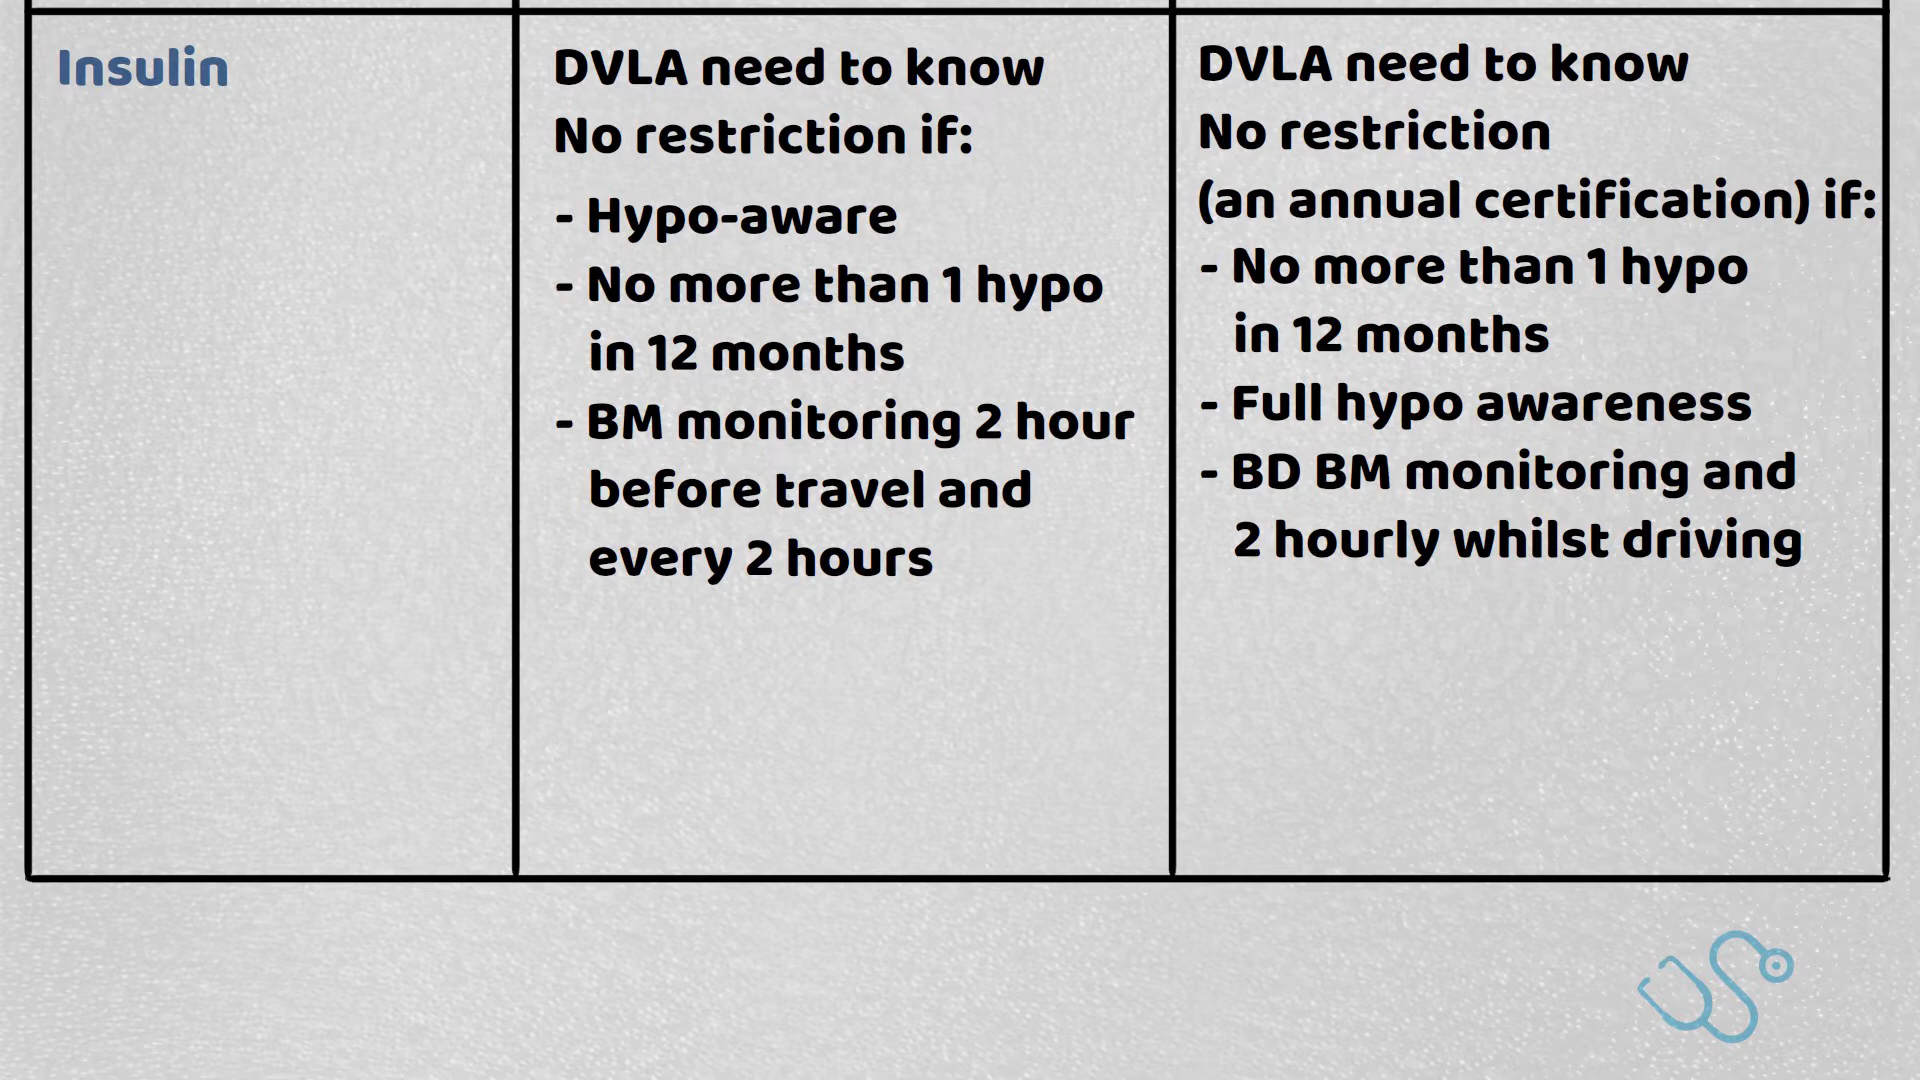 Insulin
DVLA need to know
No restriction if:
- Hypo-aware
- No more than 1 hypo
in 12 months
- BM monitoring 2 hour
before travel and
every 2 hours
DVLA need to know
No restriction
(an annual certification) if:
- No more than 1 hypo
in 12 months
- Full hypo awareness
- BD BM monitoring and
2 hourly whilst driving